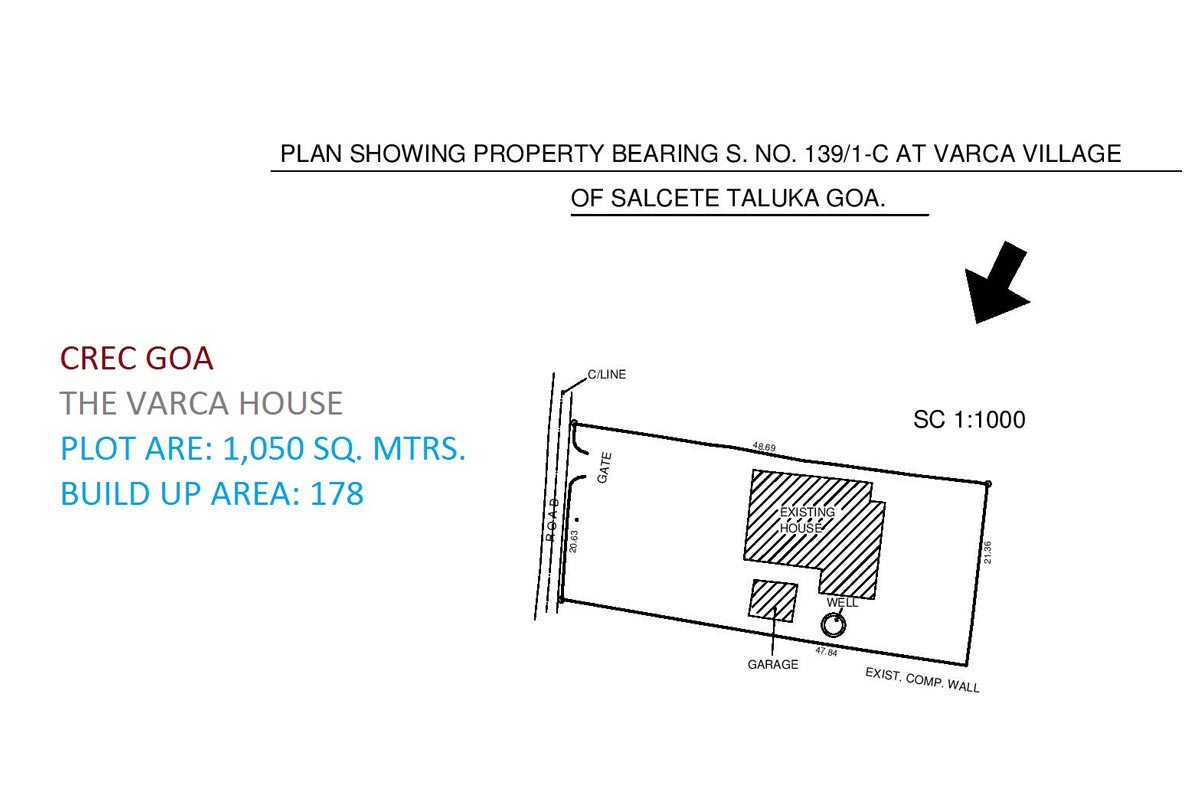 PLAN SHOWING PROPERTY BEARING S. NO. 139/1-C AT VARCA VILLAGE
OF SALCETE TALUKA GOA.
CREC GOA
THE VARCA HOUSE
PLOT ARE: 1,050 SQ. MTRS.
BUILD UP AREA: 178
C/LINE
SC 1:1000
48.69
GATE
ROAD
20.63
EXISTING
HOUSE
21.36
WELL
GARAGE
47.84
EXIST. COMP. WALL